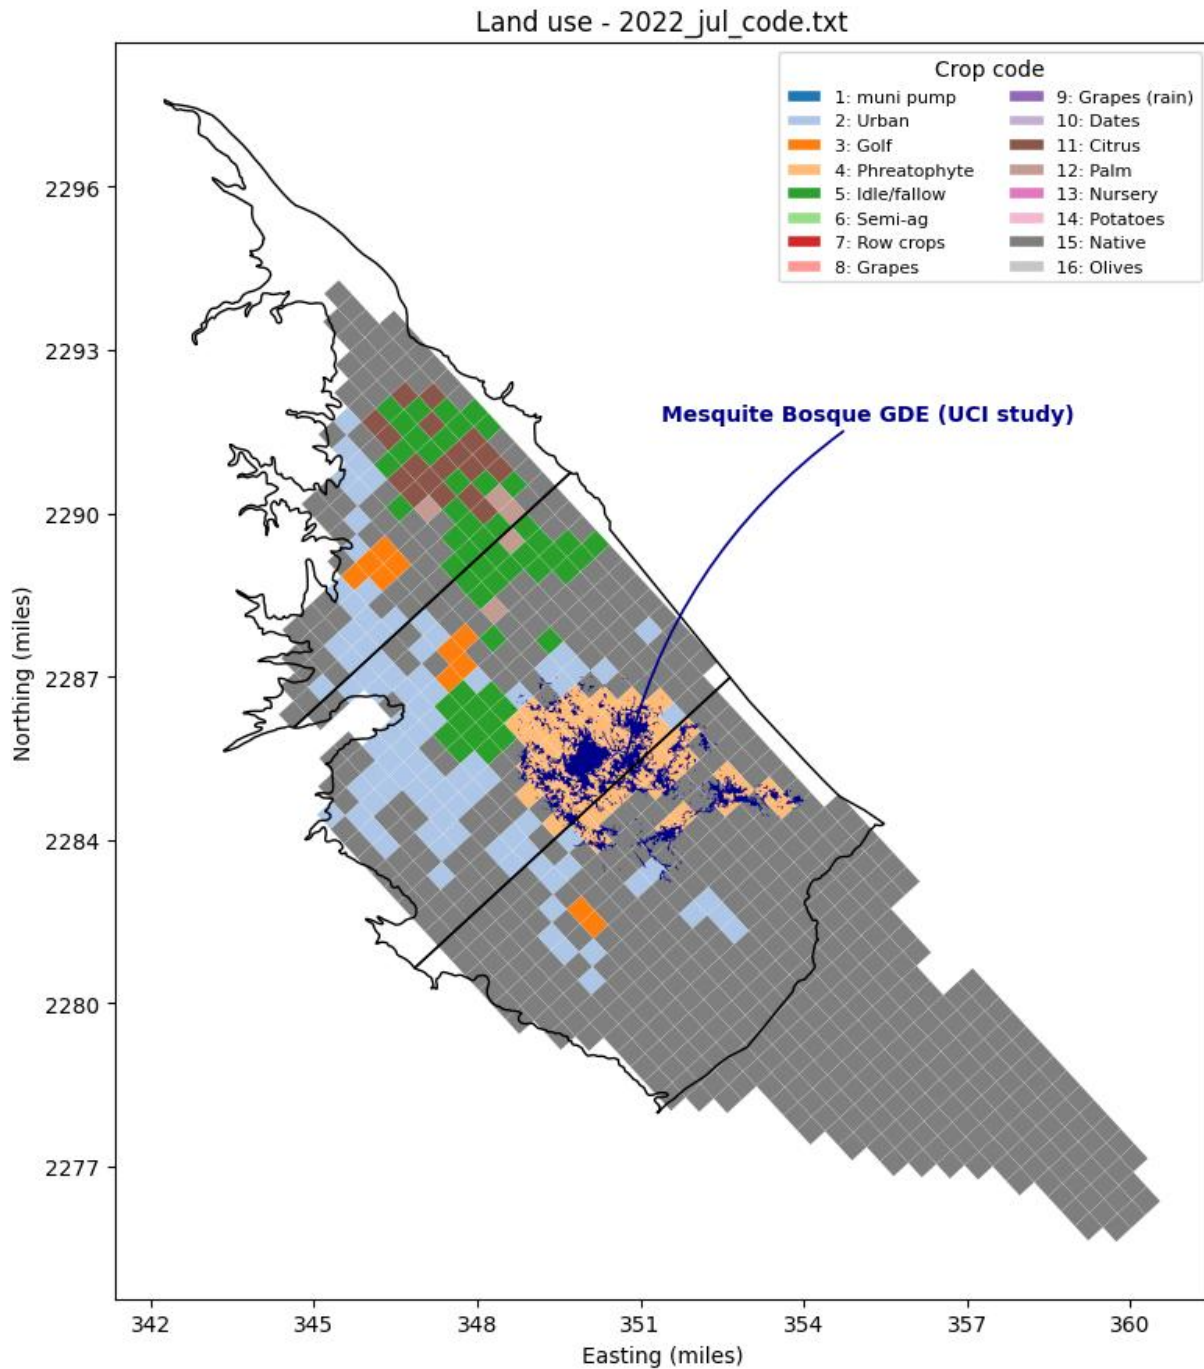 Land use - 2022_jul_code.txt
Crop code
1: muni pump
2: Urban
3: Golf
4: Phreatophyte
5: Idle/fallow
6: Semi-ag
7: Row crops
8: Grapes
9: Grapes (rain)
10: Dates
11: Citrus
12: Palm
13: Nursery
14: Potatoes
15: Native
16: Olives
Mesquite Bosque GDE (UCI study)
Northing (miles)
2296
2293
2290
2287
2284
2280
2277
342 345 348 351 354 357 360
Easting (miles)